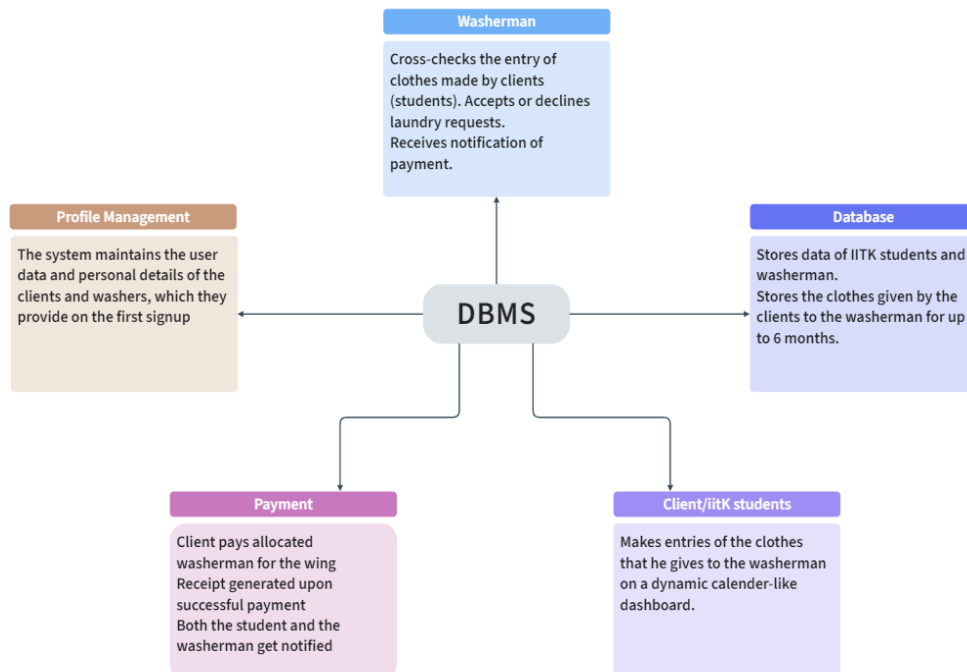 Washerman
Cross-checks the entry of
clothes made by clients
(students). Accepts or declines
laundry requests.
Receives notification of
payment.
Profile Management
The system maintains the user
data and personal details of the
clients and washers, which they
provide on the first signup
Database
Stores data of IITK students and
washerman.
Stores the clothes given by the
clients to the washerman for up
to 6 months.
DBMS
Payment
Client pays allocated
washerman for the wing
Receipt generated upon
successful payment
Both the student and the
washerman get notified
Client/iitK students
Makes entries of the clothes
that he gives to the washerman
on a dynamic calender-like
dashboard.